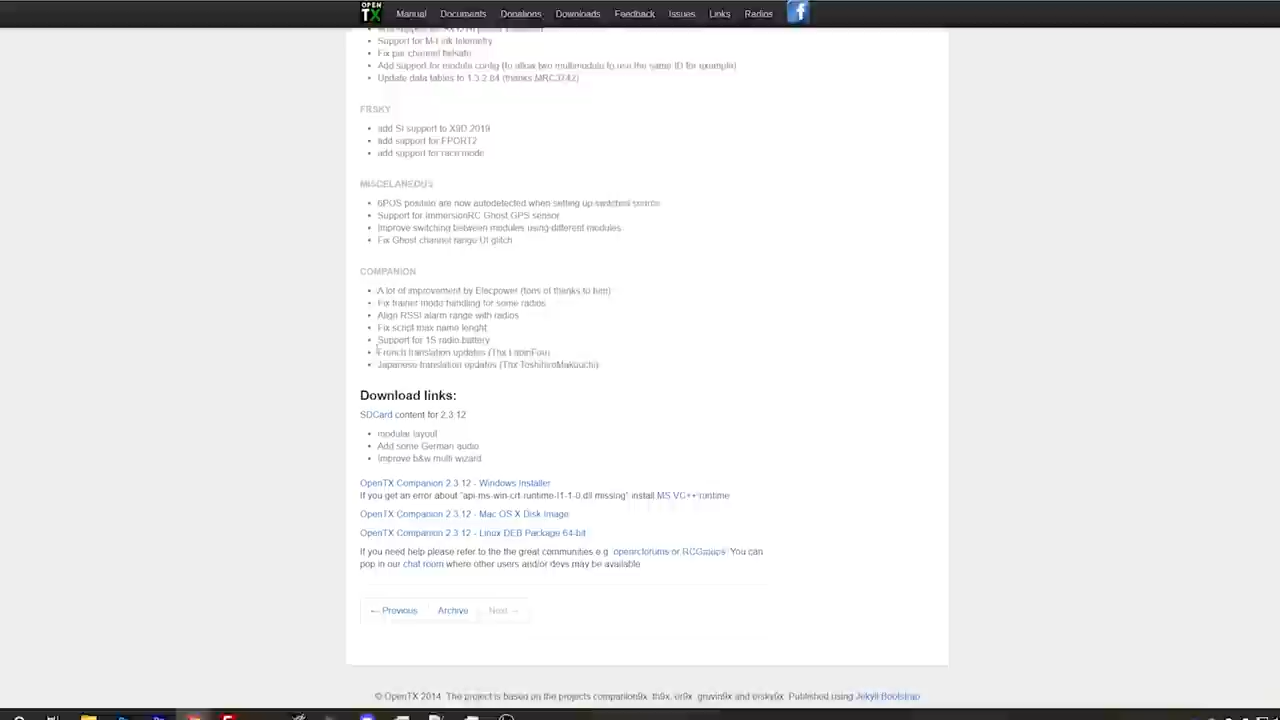 OPEN TX
Manual Documents Donations Downloads Feedback Issues Links Radios f
Support for M-Link telemetry
Fix per channel failsafe
Add support for module config (to allow two multimodule to use the same ID for example)
Update data tables to 1.3.2.84 (thanks MRC3742)
FRSKY
add SI support to X9D 2019
add support for FPORT2
add support for racemode
MISCELANEOUS
6POS position are now autodetected when setting up switched source
Support for ImmersionRC Ghost GPS sensor
Improve switching between modules using different modules
Fix Ghost channel range UI glitch
COMPANION
A lot of improvement by Elecpower (tons of thanks to him)
Fix trainer mode handling for some radios
Align RSSI alarm range with radios
Fix script max name lenght
Support for 1S radio battery
French translation updates (Thx
Japanese translation updates (Thx ToshihiroMakuuchi)
Download links:
SDCard content for 2.3.12
modular layout
Add some German audio
Improve b&w multi wizard
OpenTX Companion 2.3.12 - Windows Installer
If you get an error about "api-ms-win-crt-runtime-l1-1-0.dll missing" install MS VC++ runtime
OpenTX Companion 2.3.12 - Mac OS X Disk Image
OpenTX Companion 2.3.12 - Linux DEB Package 64-bit
If you need help please refer to the the great communities e.g. openrcforums or RCGroups. You can
pop in our chat room where other users and/or devs may be available
← Previous Archive Next →
© OpenTX 2014. The project is based on the projects companion9x, th9x, er9x, gruvin9x and ersky9x. Published using Jekyll Bootstrap